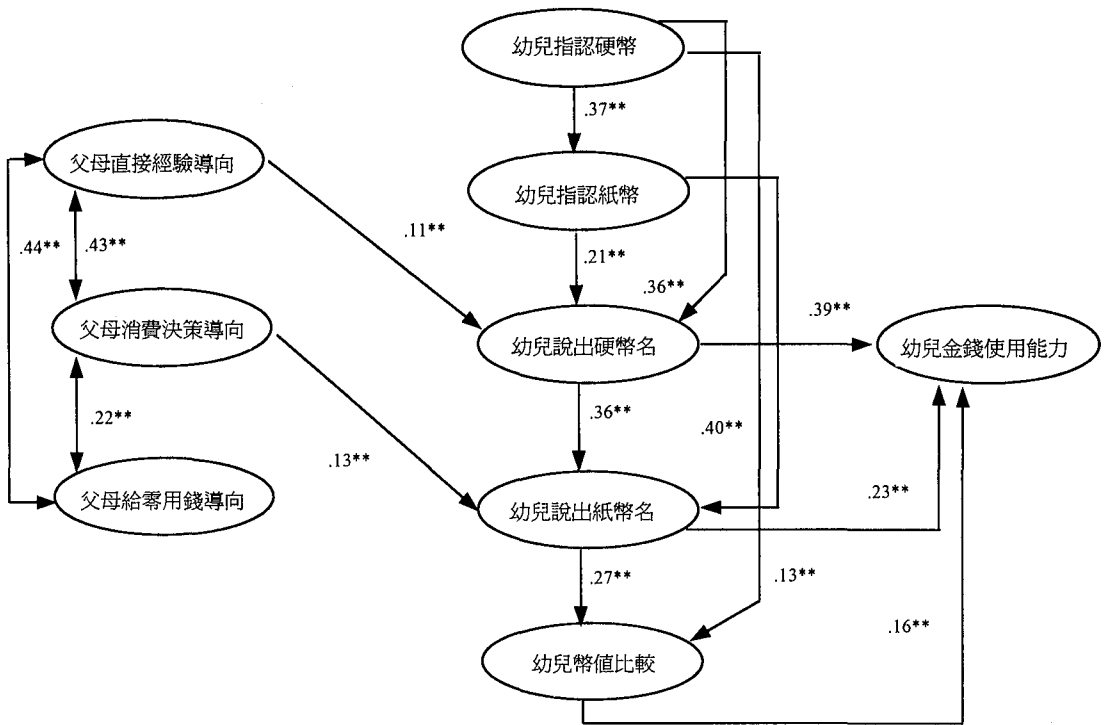 幼兒指認硬幣
.37**
父母直接經驗導向
幼兒指認紙幣
.11**
.44**
.43**
.21**
.36**
父母消費決策導向
幼兒說出硬幣名
.39**
幼兒金錢使用能力
.22**
.36**
.40**
.13**
父母給零用錢導向
幼兒說出紙幣名
.23**
.27**
.13**
.16**
幼兒幣值比較